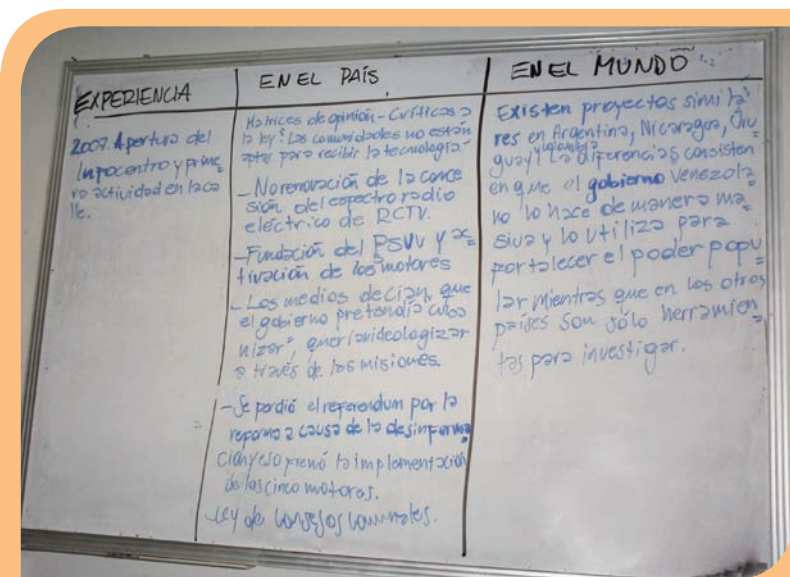 EXPERIENCIA
2007. Apertura del
Infocentro y prime
ra actividad en la ca
lle.
EN EL PAÍS
Matrices de opinión - Críticas a
la ley: "Las comunidades no están
aptas para recibir la tecnología"
- No renovación de la conce
sión del espectro radio
eléctrico de RCTV.
- Fundación del PSUV y ac=
tivación de los motores
- Los medios decían que
el gobierno pretendía "cuba
nizar", quería ideologizar
a través de las misiones.
- Se perdió el referendum por la
reforma a causa de la desinforma
ción y eso frenó la implementación
de los cinco motores.
- Ley de Consejos Comunales.
EN EL MUNDO
Existen proyectos simila
res en Argentina, Nicaragua, Uru=
guay y Colombia
La diferencias consisten
en que el gobierno Venezola
no lo hace de manera ma
siva y lo utiliza para
fortalecer el poder popu
lar mientras que en los otros
países son sólo herramien
tas para investigar.